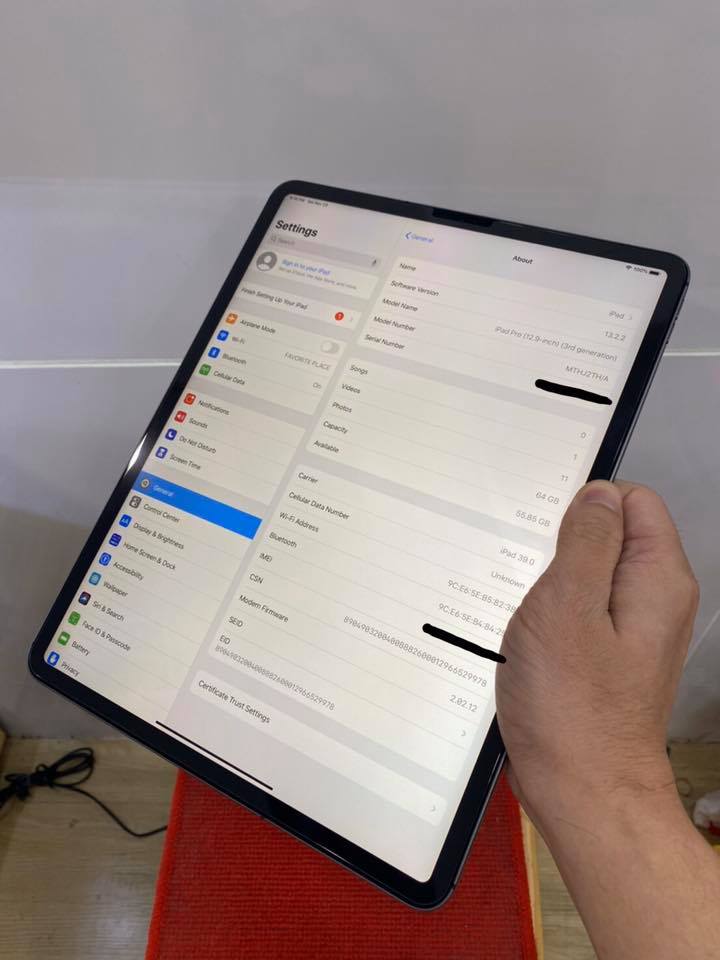 100%
Settings
Search
Sign in to your iPad
Set up iCloud, the App Store, and more.
Finish Setting Up Your iPad
1
Airplane Mode
Wi-Fi FAVORITE PLACE
Bluetooth On
Cellular Data
Notifications
Sounds
Do Not Disturb
Screen Time
General
Control Center
Display & Brightness
AA
Home Screen & Dock
Accessibility
Wallpaper
Siri & Search
Face ID & Passcode
Battery
Privacy
General
About
Name iPad
Software Version 13.2.2
Model Name iPad Pro (12.9-inch) (3rd generation)
Model Number MTHJ2TH/A
Serial Number
Songs 0
Videos 1
Photos 11
Capacity 64 GB
Available 55.85 GB
Carrier iPad 39.0
Cellular Data Number Unknown
Wi-Fi Address 9C:E6:5E:B5:82:38
Bluetooth 9C:E6:5E:B4:84:25
IMEI
CSN 89049032004008882600012966529978
Modem Firmware 2.02.12
SEID
EID
89049032004008882600012966529978
Certificate Trust Settings